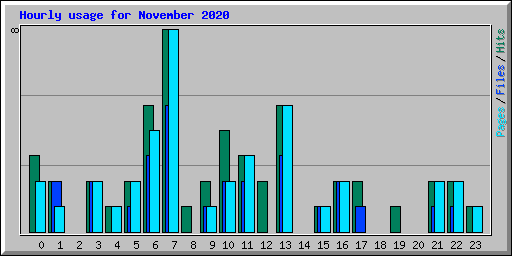 Hourly usage for November 2020
8
Pages/Files/Hits
0 1 2 3 4 5 6 7 8 9 10 11 12 13 14 15 16 17 18 19 20 21 22 23